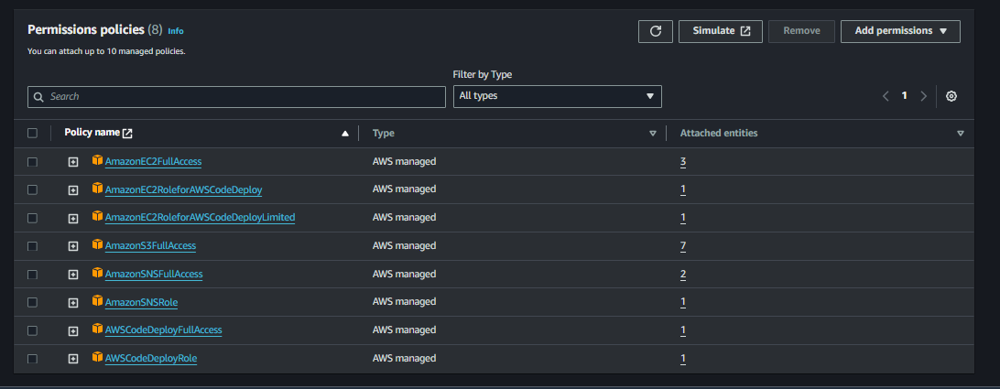 Permissions policies (8) Info
You can attach up to 10 managed policies.
Simulate
Remove
Add permissions
Filter by Type
Search
All types
1
Policy name Type Attached entities
AmazonEC2FullAccess AWS managed 3
AmazonEC2RoleforAWSCodeDeploy AWS managed 1
AmazonEC2RoleforAWSCodeDeployLimited AWS managed 1
AmazonS3FullAccess AWS managed 7
AmazonSNSFullAccess AWS managed 2
AmazonSNSRole AWS managed 1
AWSCodeDeployFullAccess AWS managed 1
AWSCodeDeployRole AWS managed 1